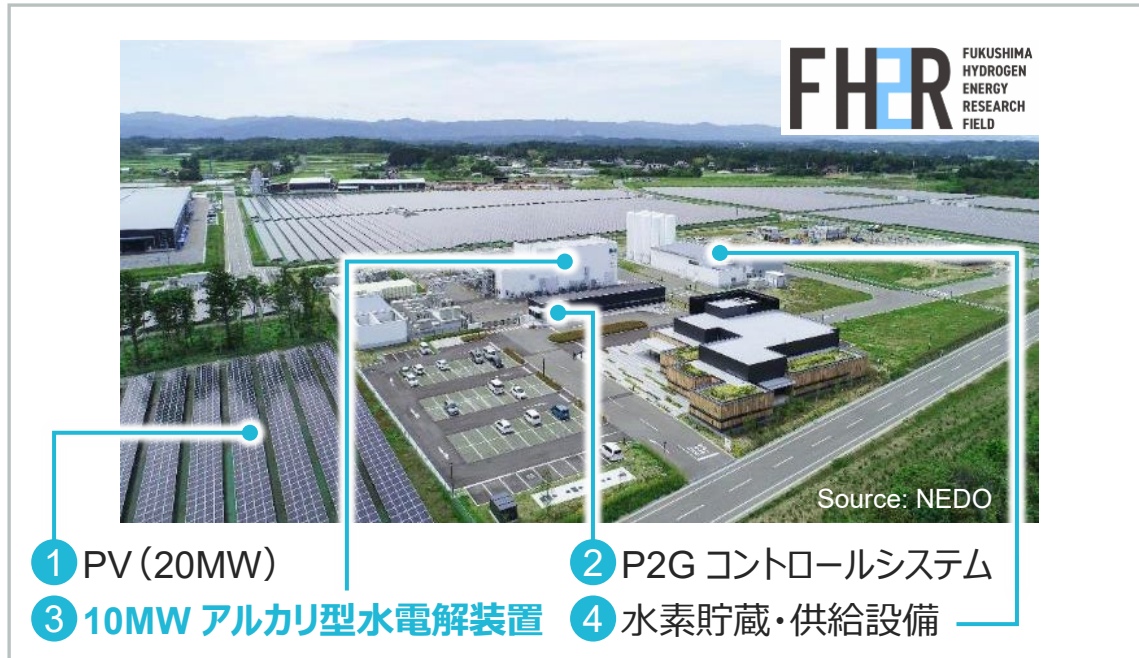 FH2R
FUKUSHIMA
HYDROGEN
ENERGY
RESEARCH
FIELD
Source: NEDO
1 PV（20MW）
2 P2G コントロールシステム
3 10MW アルカリ型水電解装置
4 水素貯蔵・供給設備